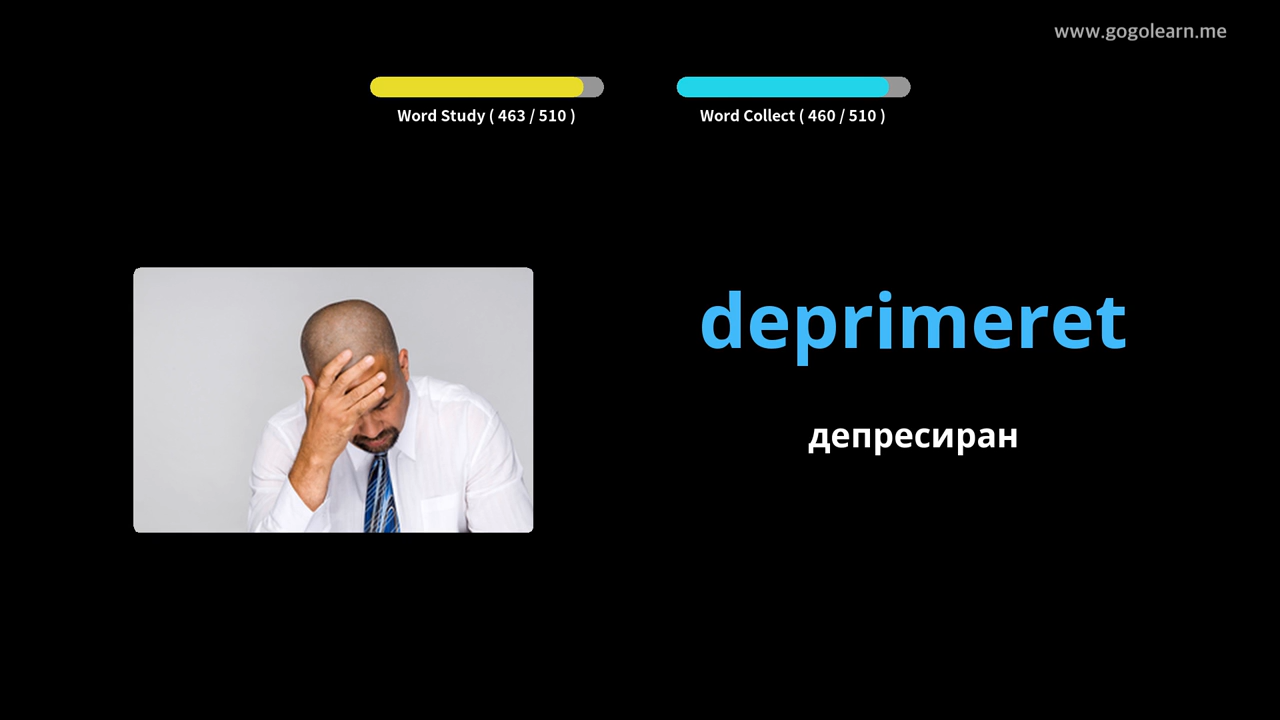 www.gogolearn.me
Word Study ( 463 / 510 )
Word Collect ( 460 / 510 )
deprimeret
депресиран